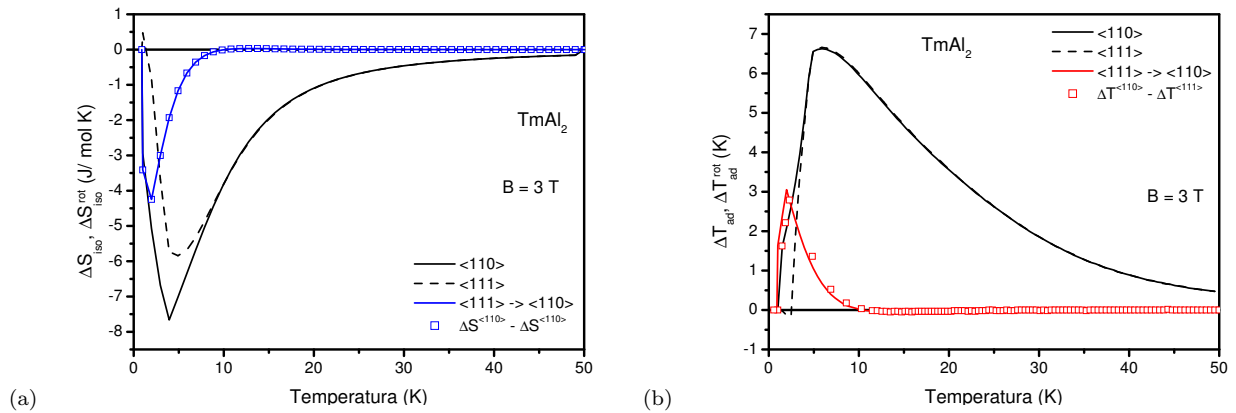 (a)
ΔS_iso, ΔS_iso^rot (J/ mol K)
0
-1
-2
-3
-4
-5
-6
-7
-8
0 10 20 30 40 50
Temperatura (K)
TmAl₂
B = 3 T
<110>
<111>
<111> -> <110>
ΔS^<110> - ΔS^<110>
(b)
ΔT_ad, ΔT_ad^rot (K)
7
6
5
4
3
2
1
0
-1
0 10 20 30 40 50
Temperatura (K)
TmAl₂
<110>
<111>
<111> -> <110>
ΔT^<110> - ΔT^<111>
B = 3 T